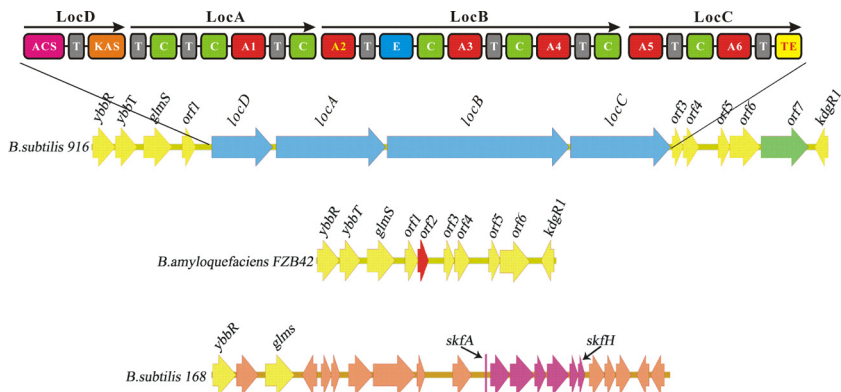 LocD LocA LocB LocC
ACS T KAS T C T C A1 T C A2 T E C A3 T C A4 T C A5 T C A6 T TE
ybbR ybbT glmS orf1 locD locA locB locC orf3 orf4 orf5 orf6 orf7 kdgR1
B.subtilis 916
ybbR ybbT glmS orf1 orf2 orf3 orf4 orf5 orf6 kdgR1
B.amyloquefaciens FZB42
ybbR glms skfA skfH
B.subtilis 168